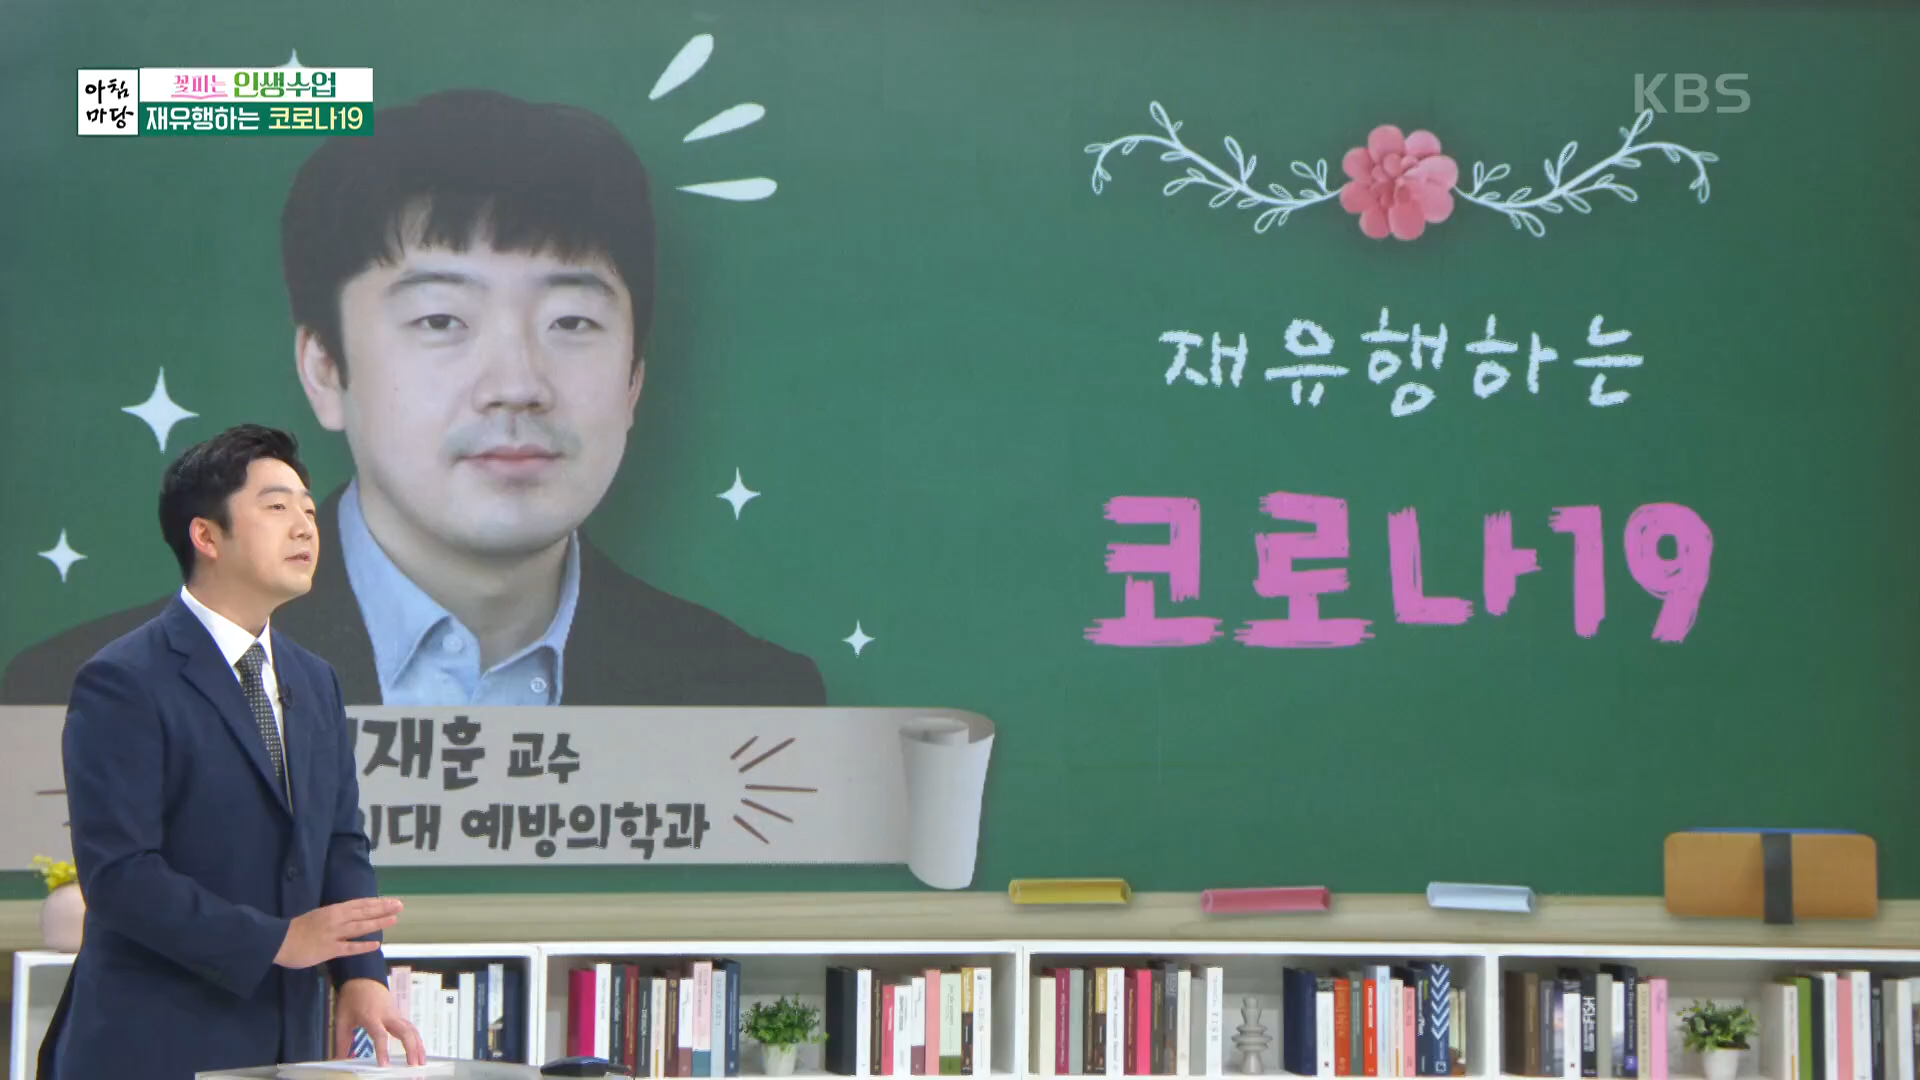 아침
마당
꽃피는 인생수업
재유행하는 코로나19
KBS
재유행하는
코로나19
재훈 교수
의대 예방의학과